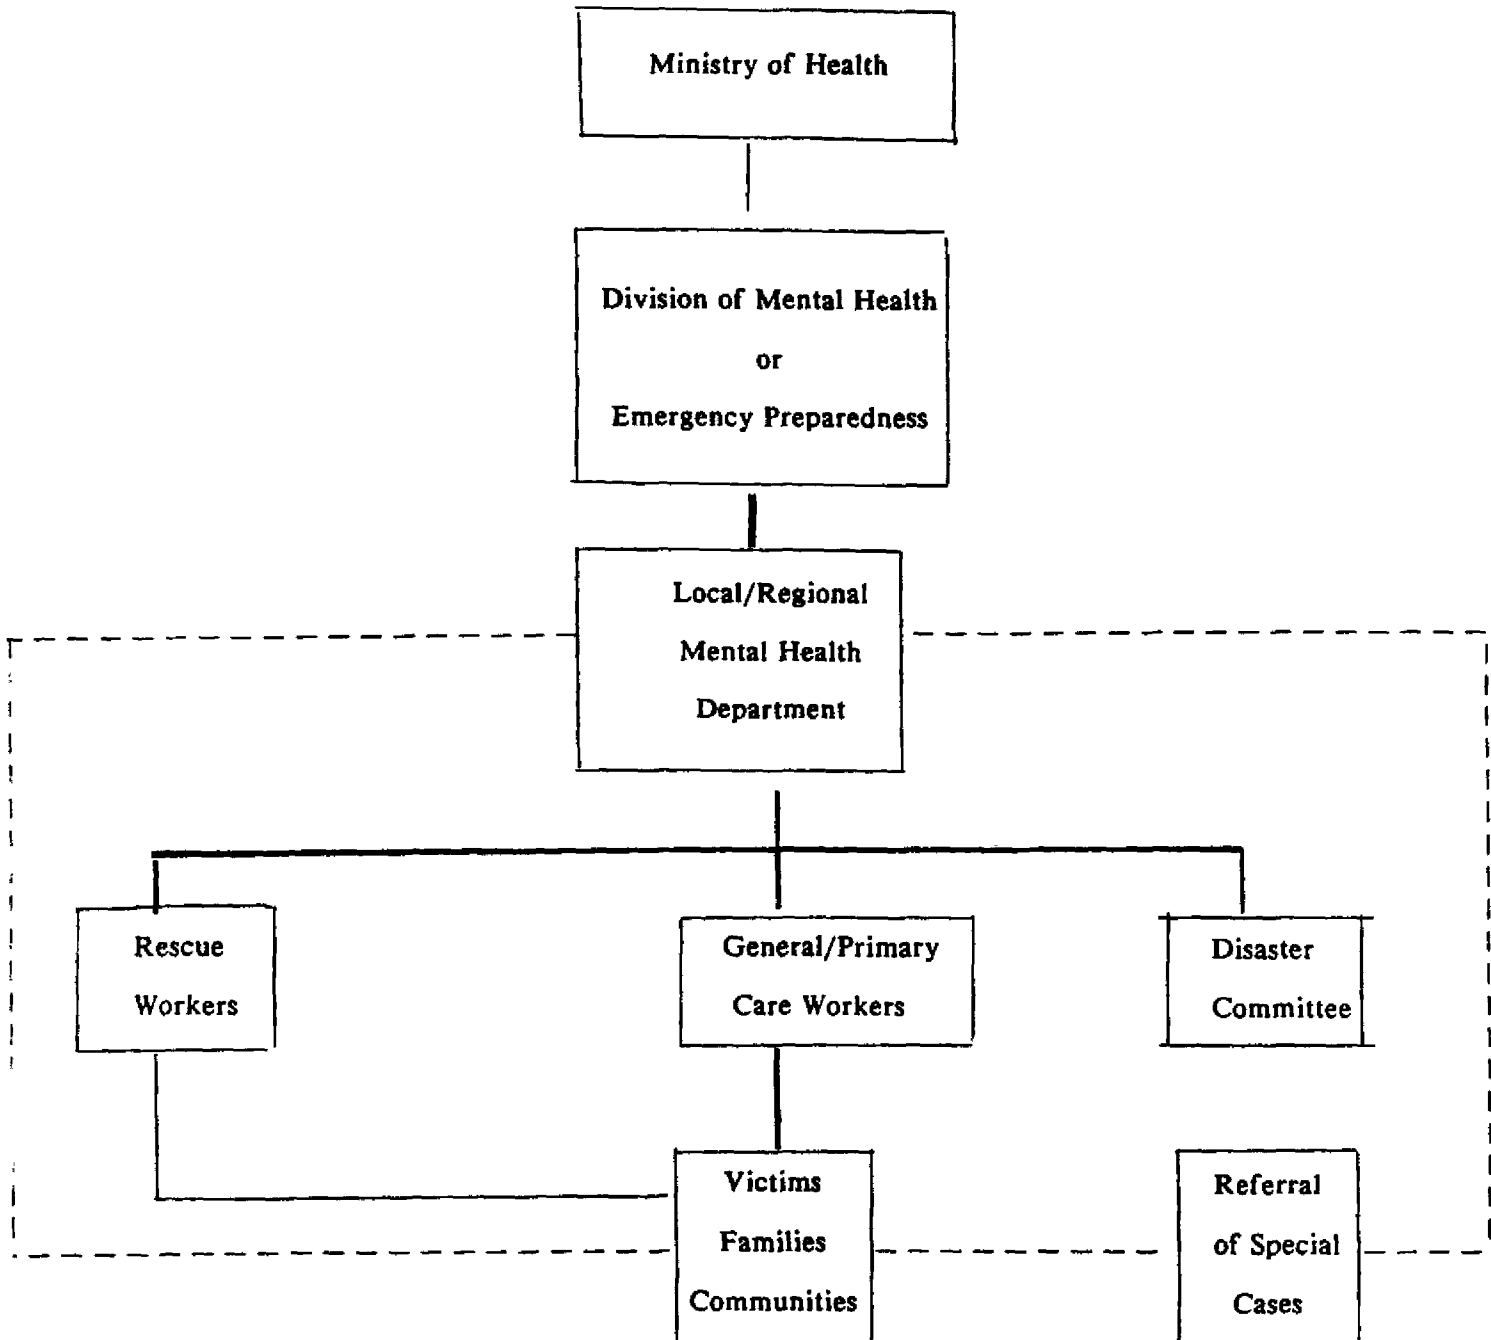 Ministry of Health
Division of Mental Health
or
Emergency Preparedness
Local/Regional
Mental Health
Department
Rescue
Workers
General/Primary
Care Workers
Disaster
Committee
Victims
Families
Communities
Referral
of Special
Cases